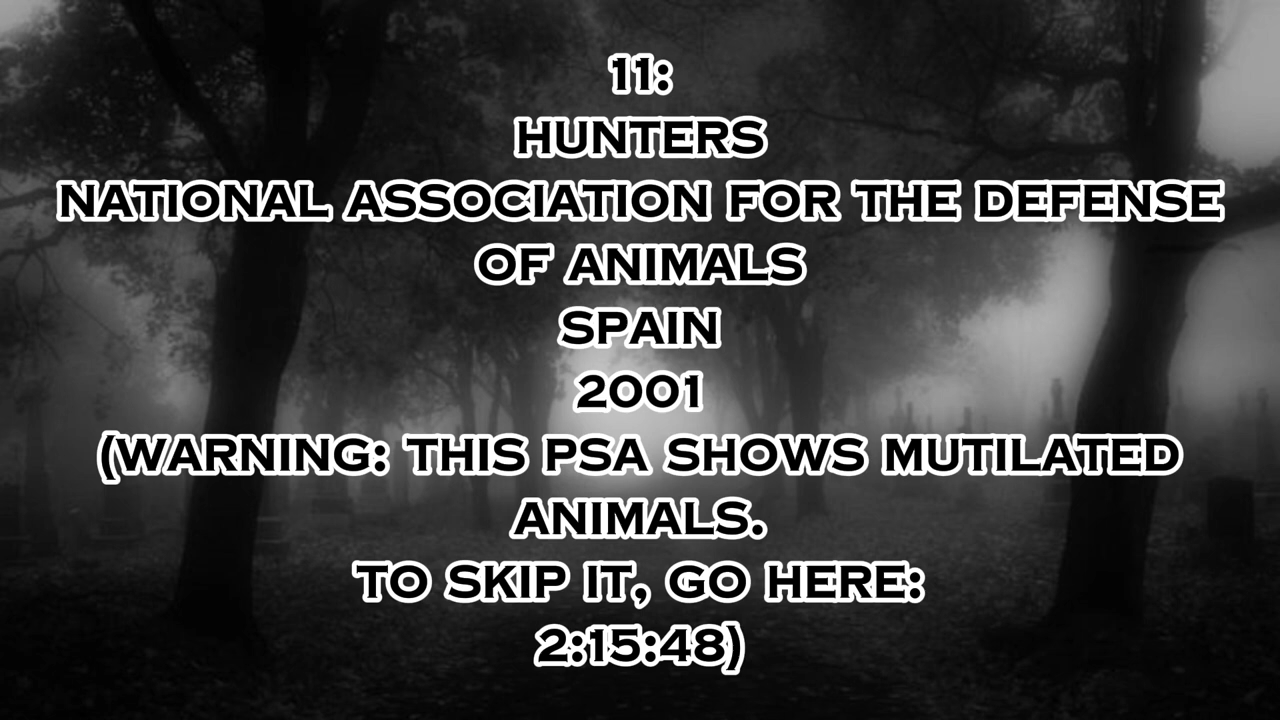 11:
HUNTERS
NATIONAL ASSOCIATION FOR THE DEFENSE
OF ANIMALS
SPAIN
2001
(WARNING: THIS PSA SHOWS MUTILATED
ANIMALS.
TO SKIP IT, GO HERE:
2:15:48)